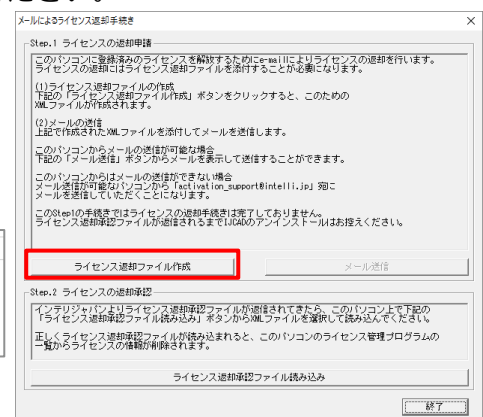 ださい。
メールによるライセンス返却手続き
Step.1 ライセンスの返却申請
このパソコンに登録済みのライセンスを解放するためにe-mailによりライセンスの返却を行います。
ライセンスの返却にはライセンス返却ファイルを添付することが必要になります。
(1)ライセンス返却ファイルの作成
下記の「ライセンス返却ファイル作成」ボタンをクリックすると、このための
XMLファイルが作成されます。
(2)メールの送信
上記で作成されたXMLファイルを添付してメールを送信します。
このパソコンからメールの送信が可能な場合
下記の「メール送信」ボタンからメールを表示して送信することができます。
このパソコンからはメールの送信ができない場合
メール送信が可能なパソコンから「activation_support@intelli.jp」宛に
メールを送信していただくことになります。
このStep1の手続きではライセンスの返却手続きは完了しておりません。
ライセンス返却承認ファイルが返信されるまでIJCADのアンインストールはお控えください。
ライセンス返却ファイル作成
メール送信
Step.2 ライセンスの返却承認
インテリジャパンよりライセンス返却承認ファイルが返信されてきたら、このパソコン上で下記の
「ライセンス返却承認ファイル読み込み」ボタンからXMLファイルを選択して読み込んでください。
正しくライセンス返却承認ファイルが読み込まれると、このパソコンのライセンス管理プログラムの
一覧からライセンスの情報が削除されます。
ライセンス返却承認ファイル読み込み
終了